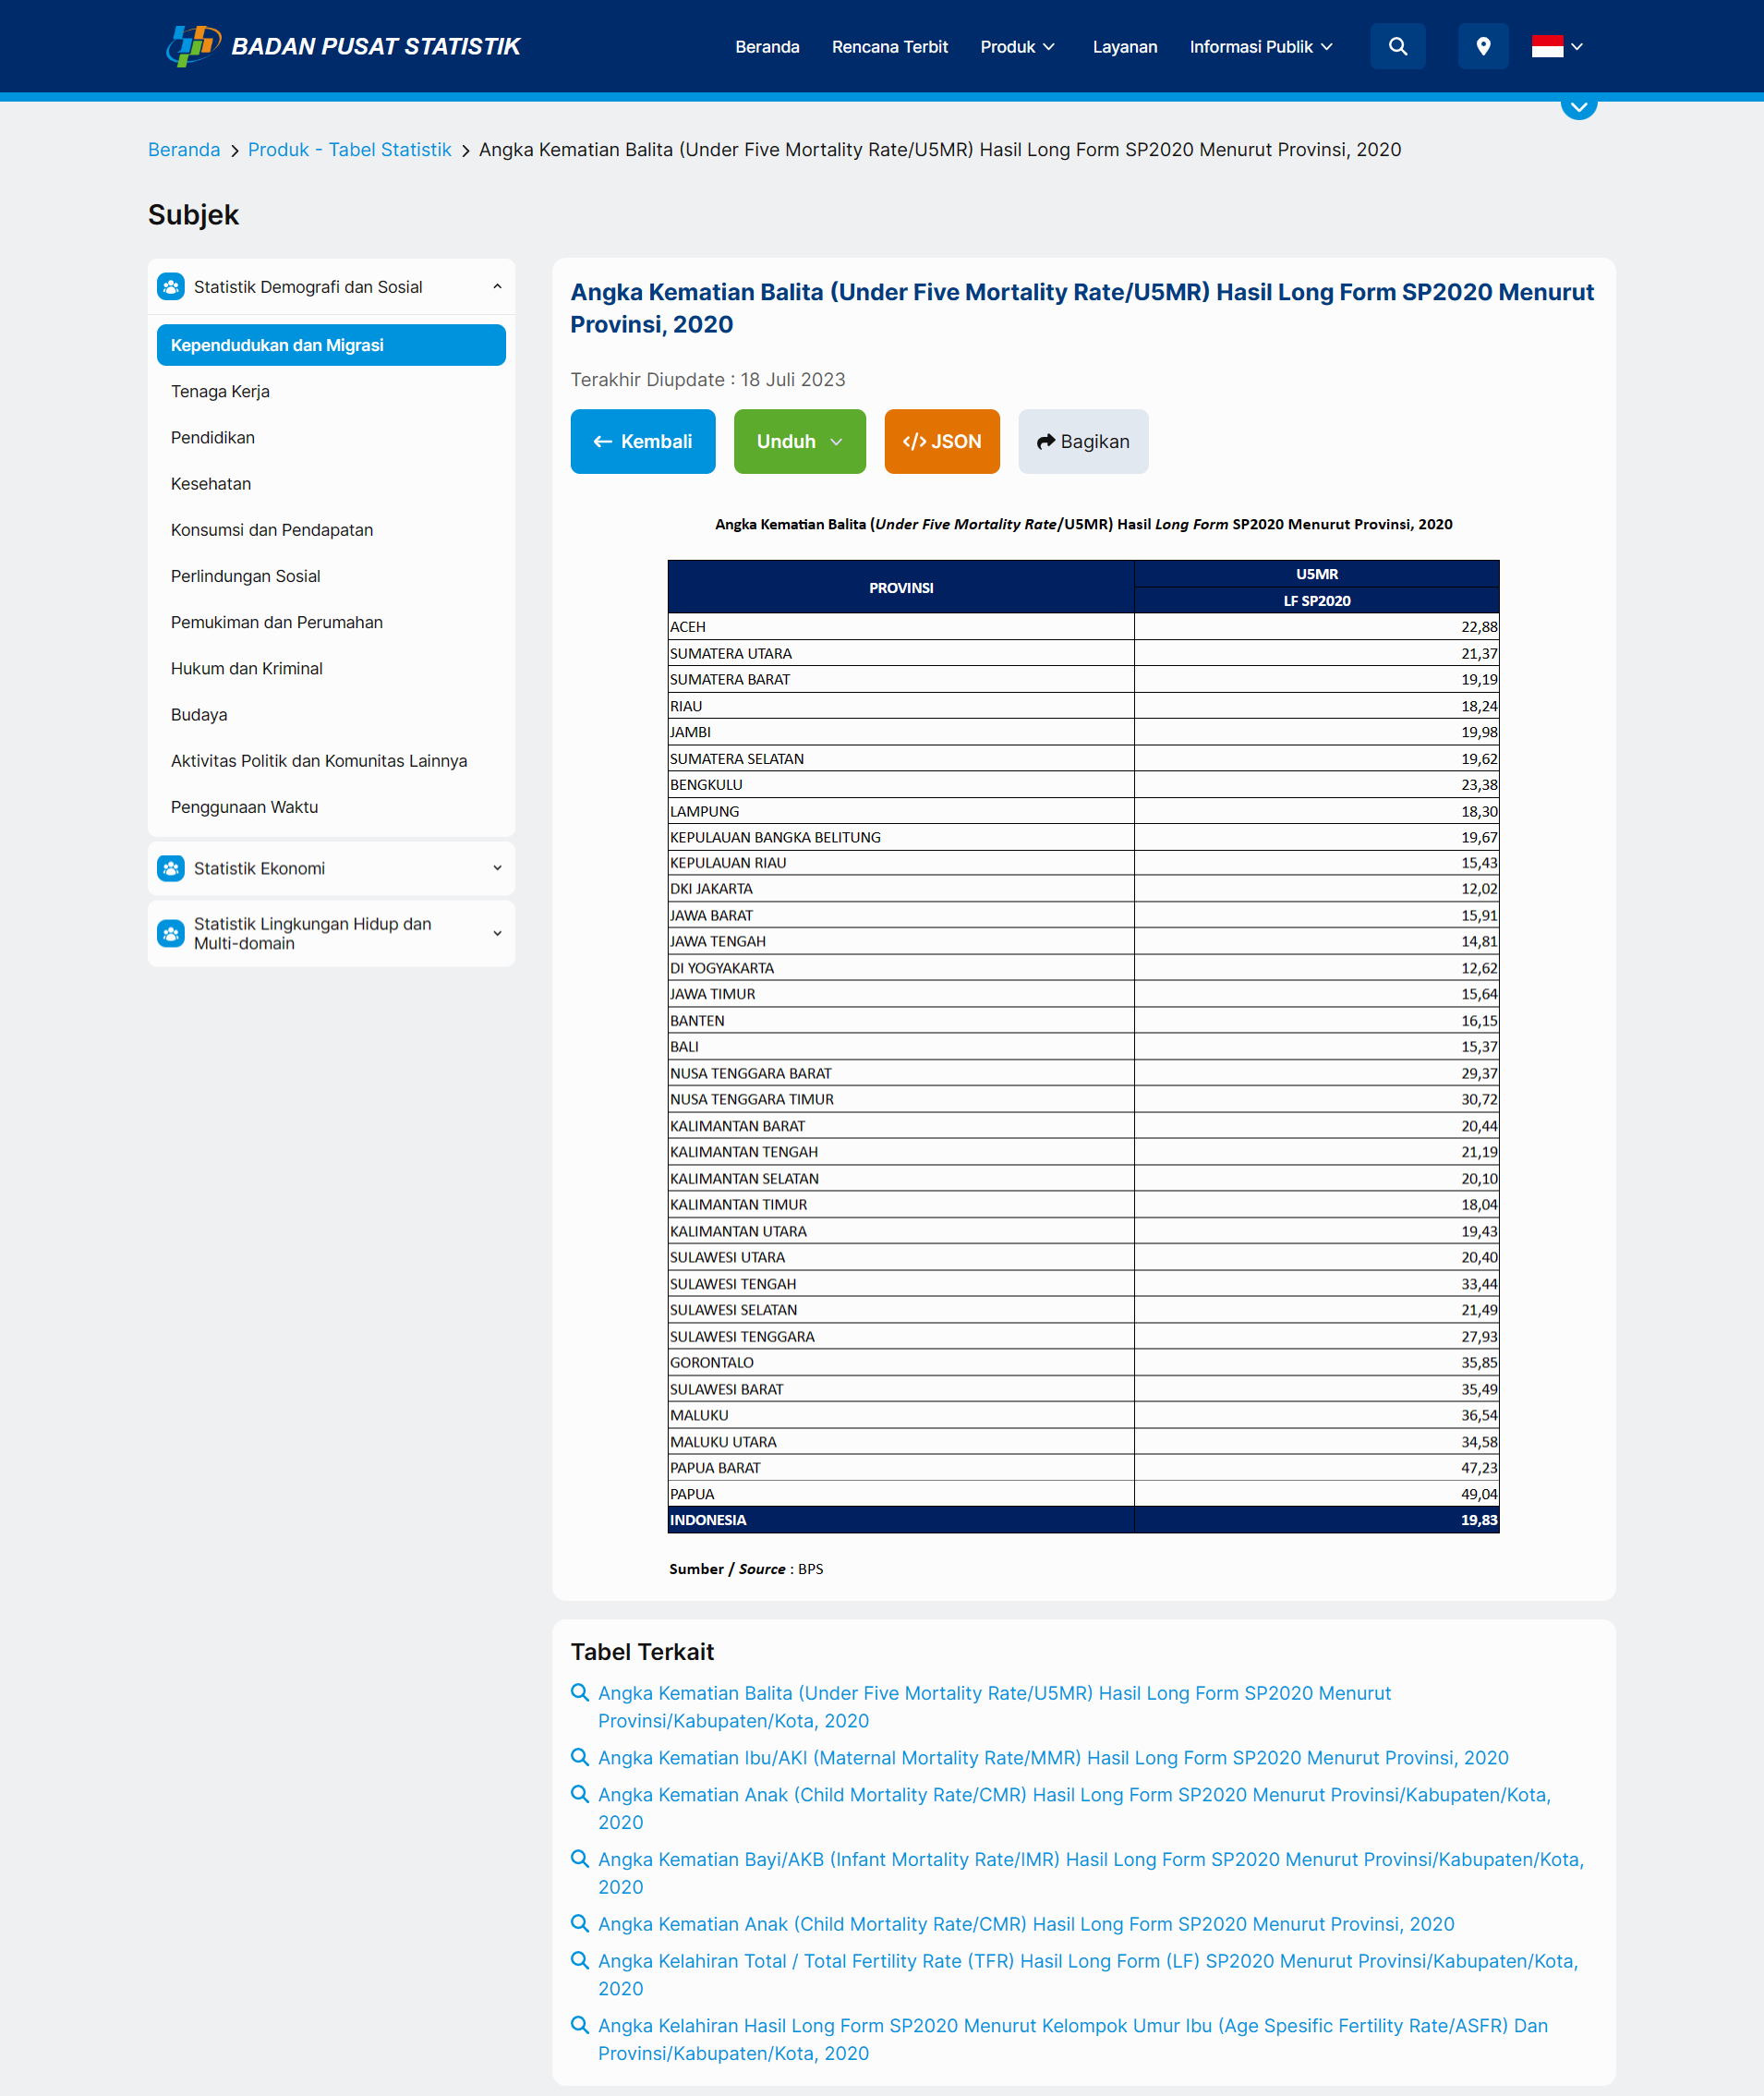 BADAN PUSAT STATISTIK
Beranda Rencana Terbit Produk Layanan Informasi Publik
Beranda > Produk - Tabel Statistik > Angka Kematian Balita (Under Five Mortality Rate/U5MR) Hasil Long Form SP2020 Menurut Provinsi, 2020
Subjek
Statistik Demografi dan Sosial
Kependudukan dan Migrasi
Tenaga Kerja
Pendidikan
Kesehatan
Konsumsi dan Pendapatan
Perlindungan Sosial
Pemukiman dan Perumahan
Hukum dan Kriminal
Budaya
Aktivitas Politik dan Komunitas Lainnya
Penggunaan Waktu
Statistik Ekonomi
Statistik Lingkungan Hidup dan
Multi-domain
Angka Kematian Balita (Under Five Mortality Rate/U5MR) Hasil Long Form SP2020 Menurut
Provinsi, 2020
Terakhir Diupdate : 18 Juli 2023
Kembali Unduh </> JSON Bagikan
Angka Kematian Balita (Under Five Mortality Rate/U5MR) Hasil Long Form SP2020 Menurut Provinsi, 2020
PROVINSI U5MR
LF SP2020
ACEH 22,88
SUMATERA UTARA 21,37
SUMATERA BARAT 19,19
RIAU 18,24
JAMBI 19,98
SUMATERA SELATAN 19,62
BENGKULU 23,38
LAMPUNG 18,30
KEPULAUAN BANGKA BELITUNG 19,67
KEPULAUAN RIAU 15,43
DKI JAKARTA 12,02
JAWA BARAT 15,91
JAWA TENGAH 14,81
DI YOGYAKARTA 12,62
JAWA TIMUR 15,64
BANTEN 16,15
BALI 15,37
NUSA TENGGARA BARAT 29,37
NUSA TENGGARA TIMUR 30,72
KALIMANTAN BARAT 20,44
KALIMANTAN TENGAH 21,19
KALIMANTAN SELATAN 20,10
KALIMANTAN TIMUR 18,04
KALIMANTAN UTARA 19,43
SULAWESI UTARA 20,40
SULAWESI TENGAH 33,44
SULAWESI SELATAN 21,49
SULAWESI TENGGARA 27,93
GORONTALO 35,85
SULAWESI BARAT 35,49
MALUKU 36,54
MALUKU UTARA 34,58
PAPUA BARAT 47,23
PAPUA 49,04
INDONESIA 19,83
Sumber / Source : BPS
Tabel Terkait
Angka Kematian Balita (Under Five Mortality Rate/U5MR) Hasil Long Form SP2020 Menurut
Provinsi/Kabupaten/Kota, 2020
Angka Kematian Ibu/AKI (Maternal Mortality Rate/MMR) Hasil Long Form SP2020 Menurut Provinsi, 2020
Angka Kematian Anak (Child Mortality Rate/CMR) Hasil Long Form SP2020 Menurut Provinsi/Kabupaten/Kota,
2020
Angka Kematian Bayi/AKB (Infant Mortality Rate/IMR) Hasil Long Form SP2020 Menurut Provinsi/Kabupaten/Kota,
2020
Angka Kematian Anak (Child Mortality Rate/CMR) Hasil Long Form SP2020 Menurut Provinsi, 2020
Angka Kelahiran Total / Total Fertility Rate (TFR) Hasil Long Form (LF) SP2020 Menurut Provinsi/Kabupaten/Kota,
2020
Angka Kelahiran Hasil Long Form SP2020 Menurut Kelompok Umur Ibu (Age Spesific Fertility Rate/ASFR) Dan
Provinsi/Kabupaten/Kota, 2020